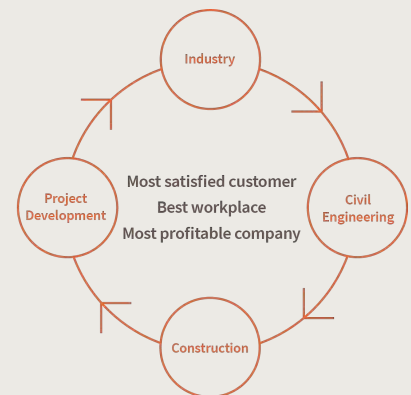 Industry
Project
Development
Most satisfied customer
Best workplace
Most profitable company
Civil
Engineering
Construction